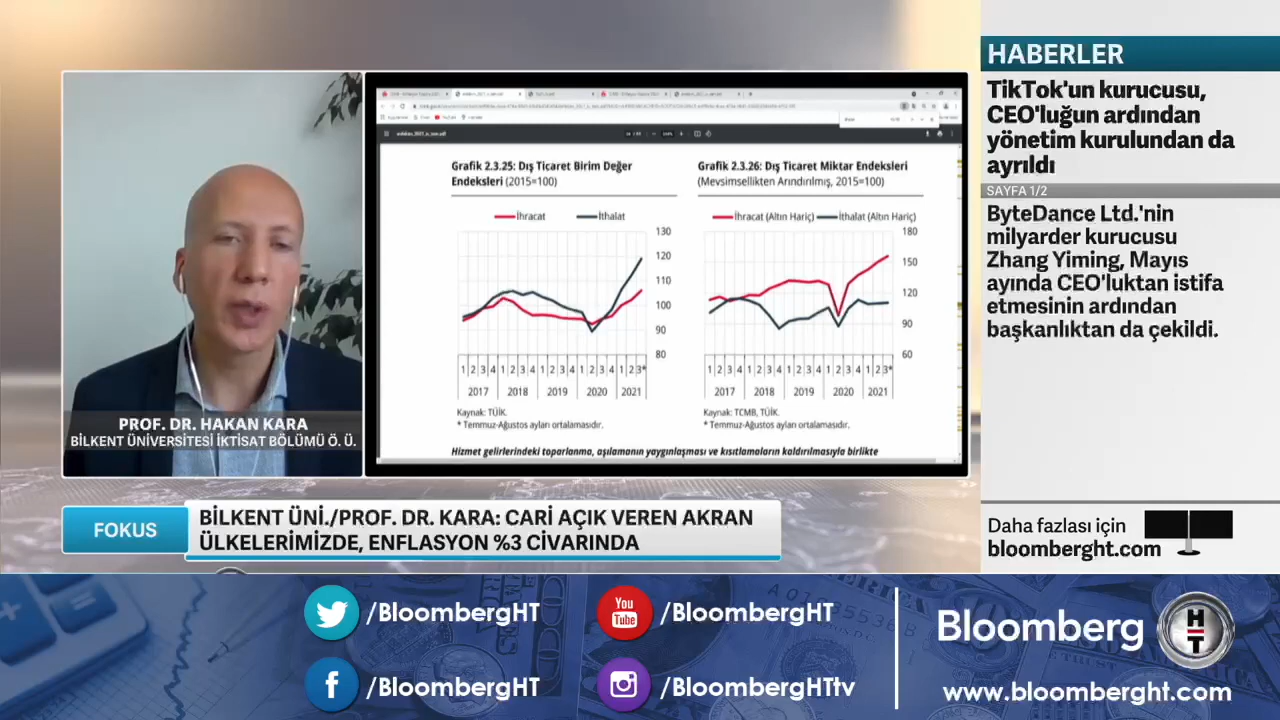 PROF. DR. HAKAN KARA
BİLKENT ÜNİVERSİTESİ İKTİSAT BÖLÜMÜ Ö. Ü.
Grafik 2.3.25: Dış Ticaret Birim Değer
Endeksleri (2015=100)
İhracat İthalat
130
120
110
100
90
80
1 2 3 4 1 2 3 4 1 2 3 4 1 2 3 4 1 2 3*
2017 2018 2019 2020 2021
Kaynak: TÜİK.
* Temmuz-Ağustos ayları ortalamasıdır.
Grafik 2.3.26: Dış Ticaret Miktar Endeksleri
(Mevsimsellikten Arındırılmış, 2015=100)
İhracat (Altın Hariç) İthalat (Altın Hariç)
180
150
120
90
60
1 2 3 4 1 2 3 4 1 2 3 4 1 2 3 4 1 2 3*
2017 2018 2019 2020 2021
Kaynak: TCMB, TÜİK.
* Temmuz-Ağustos ayları ortalamasıdır.
Hizmet gelirlerindeki toparlanma, aşılamanın yaygınlaşması ve kısıtlamaların kaldırılmasıyla birlikte
FOKUS
BİLKENT ÜNİ./PROF. DR. KARA: CARİ AÇIK VEREN AKRAN
ÜLKELERİMİZDE, ENFLASYON %3 CİVARINDA
HABERLER
TikTok'un kurucusu,
CEO'luğun ardından
yönetim kurulundan da
ayrıldı
SAYFA 1/2
ByteDance Ltd.'nin
milyarder kurucusu
Zhang Yiming, Mayıs
ayında CEO'luktan istifa
etmesinin ardından
başkanlıktan da çekildi.
Daha fazlası için
bloomberght.com
/BloombergHT
You
Tube
/BloombergHT
/BloombergHT
/BloombergHTtv
Bloomberg HT
www.bloomberght.com